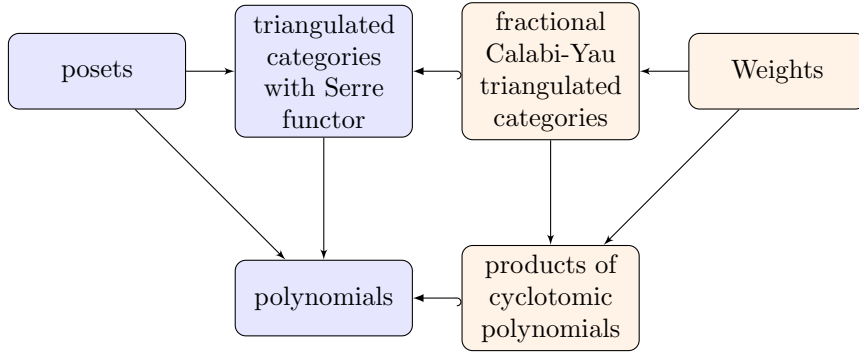 posets
triangulated
categories
with Serre
functor
fractional
Calabi-Yau
triangulated
categories
Weights
polynomials
products of
cyclotomic
polynomials